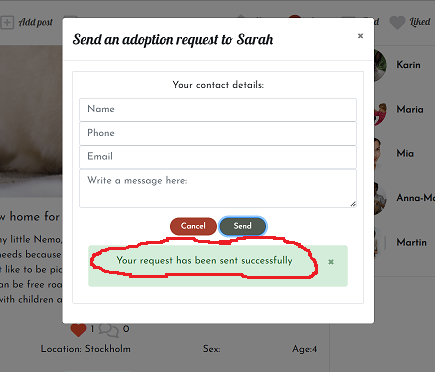 Add post
Liked
Send an adoption request to Sarah
×
Your contact details:
Name
Phone
Email
Write a message here:
Cancel Send
Your request has been sent successfully ×
Karin
Maria
Mia
Anna-Ma
Martin
w home for
ny little Nemo,
needs because
t like to be pic
an be free roa
with children a
1 0
Location: Stockholm Sex: Age:4